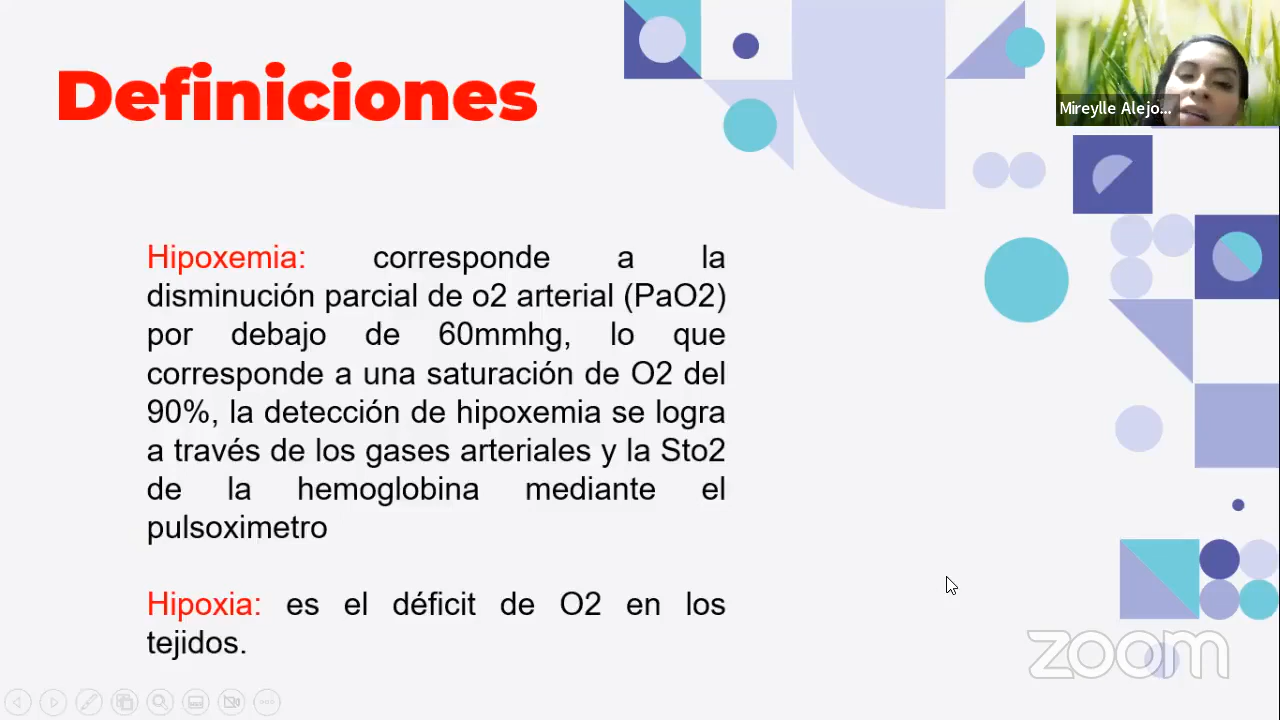 Definiciones
Mireylle Alejo...
Hipoxemia: corresponde a la
disminución parcial de o2 arterial (PaO2)
por debajo de 60mmhg, lo que
corresponde a una saturación de O2 del
90%, la detección de hipoxemia se logra
a través de los gases arteriales y la Sto2
de la hemoglobina mediante el
pulsoximetro
Hipoxia: es el déficit de O2 en los
tejidos.
zoom